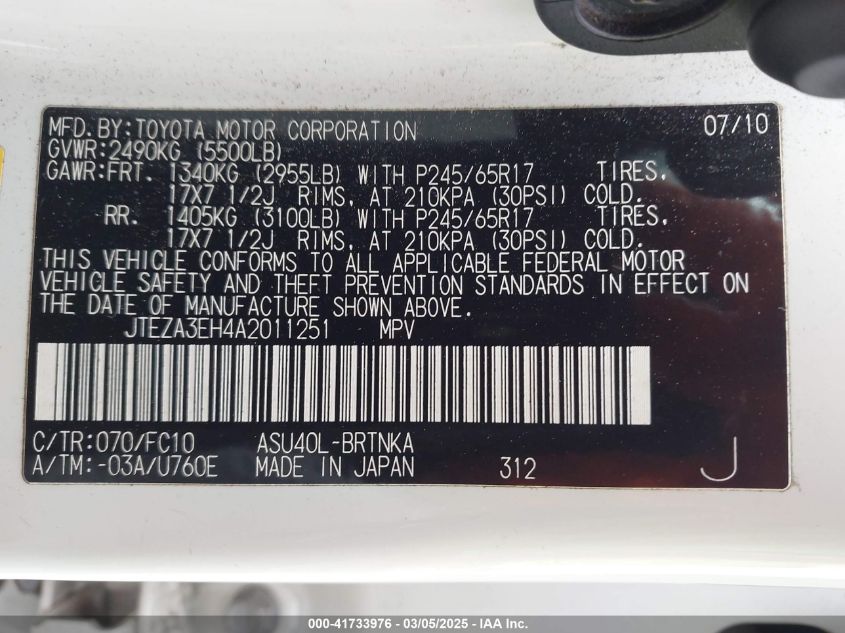 MFD.BY:TOYOTA MOTOR CORPORATION 07/10
GVWR:2490KG (5500LB)
GAWR:FRT. 1340KG (2955LB) WITH P245/65R17 TIRES,
17X7 1/2J RIMS, AT 210KPA (30PSI) COLD.
RR. 1405KG (3100LB) WITH P245/65R17 TIRES,
17X7 1/2J RIMS, AT 210KPA (30PSI) COLD.
THIS VEHICLE CONFORMS TO ALL APPLICABLE FEDERAL MOTOR
VEHICLE SAFETY AND THEFT PREVENTION STANDARDS IN EFFECT ON
THE DATE OF MANUFACTURE SHOWN ABOVE.
JTEZA3EH4A2011251 MPV
C/TR:070/FC10 ASU40L-BRTNKA
A/TM:-03A/U760E MADE IN JAPAN 312 J
000-41733976 - 03/05/2025 - IAA Inc.